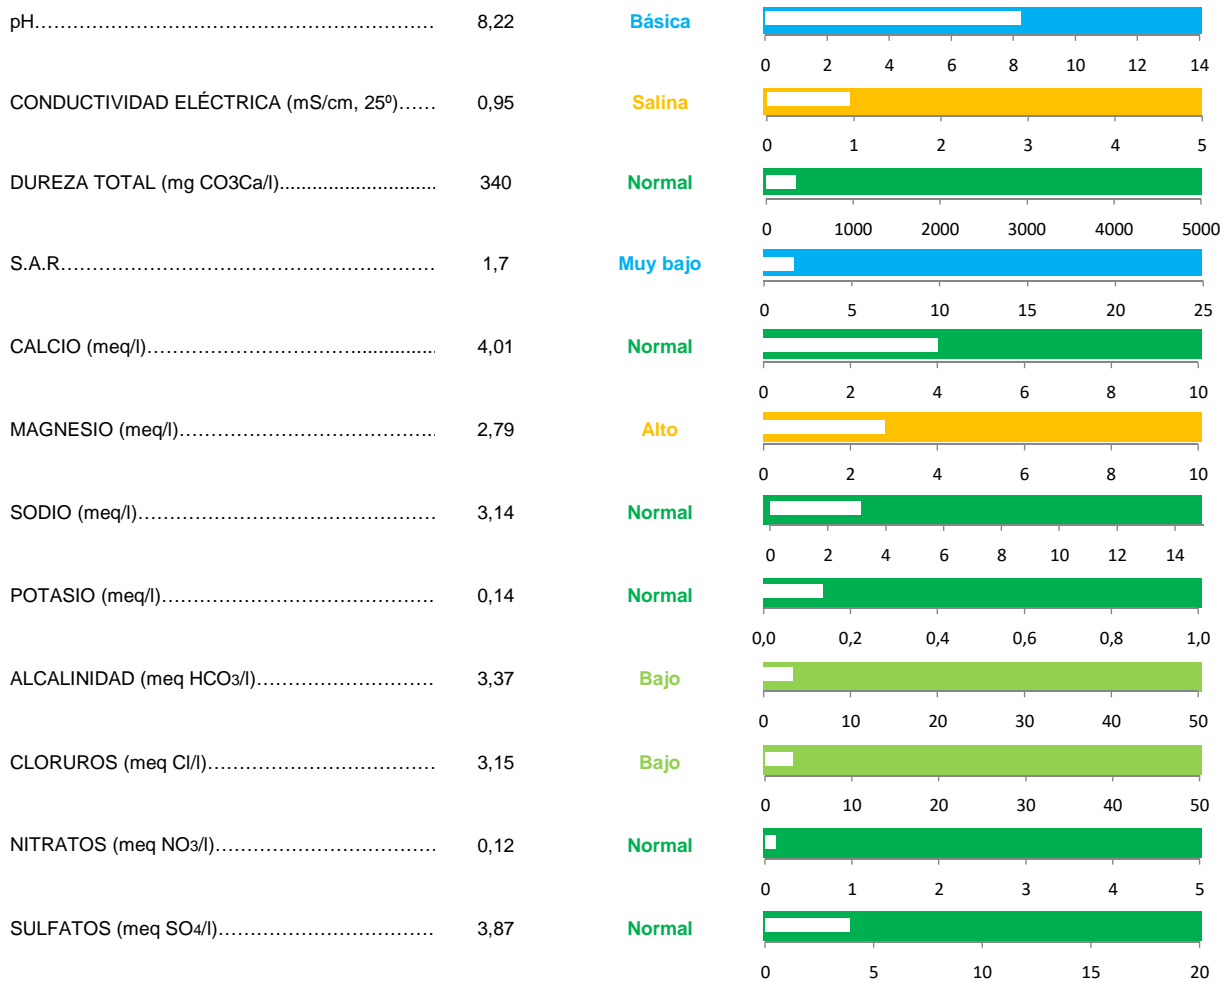 pH………………………………………………… 8,22 Básica
0 2 4 6 8 10 12 14
CONDUCTIVIDAD ELÉCTRICA (mS/cm, 25º)…… 0,95 Salina
0 1 2 3 4 5
DUREZA TOTAL (mg CO3Ca/l)............................. 340 Normal
0 1000 2000 3000 4000 5000
S.A.R……………………………………………… 1,7 Muy bajo
0 5 10 15 20 25
CALCIO (meq/l)………………………................. 4,01 Normal
0 2 4 6 8 10
MAGNESIO (meq/l)…………………………….. 2,79 Alto
0 2 4 6 8 10
SODIO (meq/l)…………………………………… 3,14 Normal
0 2 4 6 8 10 12 14
POTASIO (meq/l)………………………………… 0,14 Normal
0,0 0,2 0,4 0,6 0,8 1,0
ALCALINIDAD (meq HCO3/l)…………………… 3,37 Bajo
0 10 20 30 40 50
CLORUROS (meq Cl/l)………………………… 3,15 Bajo
0 10 20 30 40 50
NITRATOS (meq NO3/l)………………………… 0,12 Normal
0 1 2 3 4 5
SULFATOS (meq SO4/l)………………………… 3,87 Normal
0 5 10 15 20